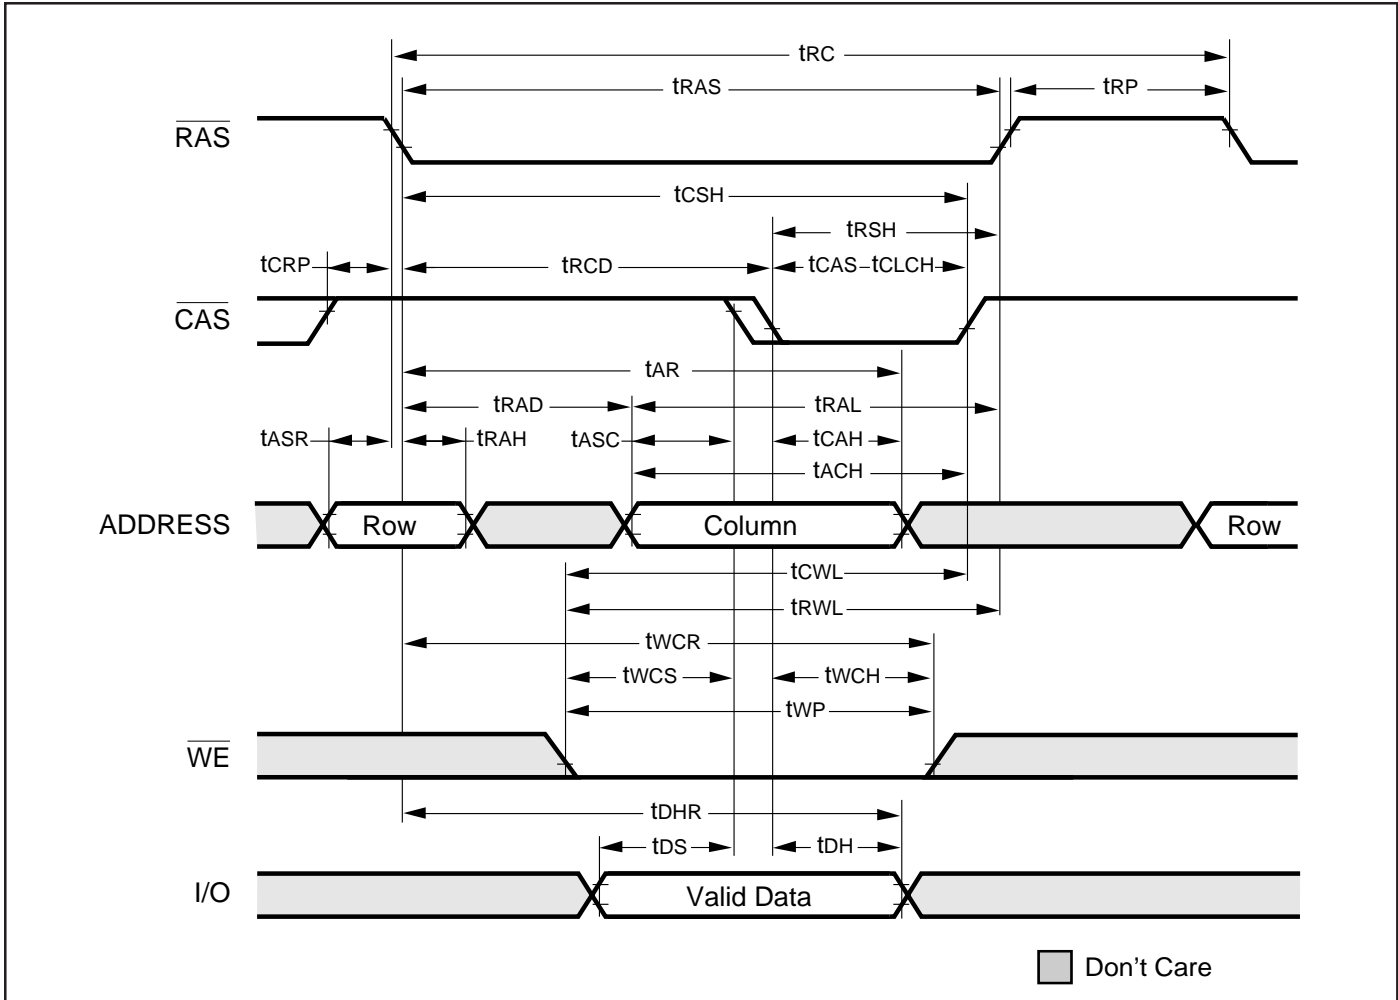 tRC
tRAS
tRP
RAS
tCSH
tRSH
tCRP
tRCD
tCAS
tCLCH
CAS
tAR
tRAD
tRAL
tASR
tRAH
tASC
tCAH
tACH
ADDRESS
Row
Column
Row
tCWL
tRWL
tWCR
tWCS
tWCH
tWP
WE
tDHR
tDS
tDH
I/O
Valid Data
Don't Care